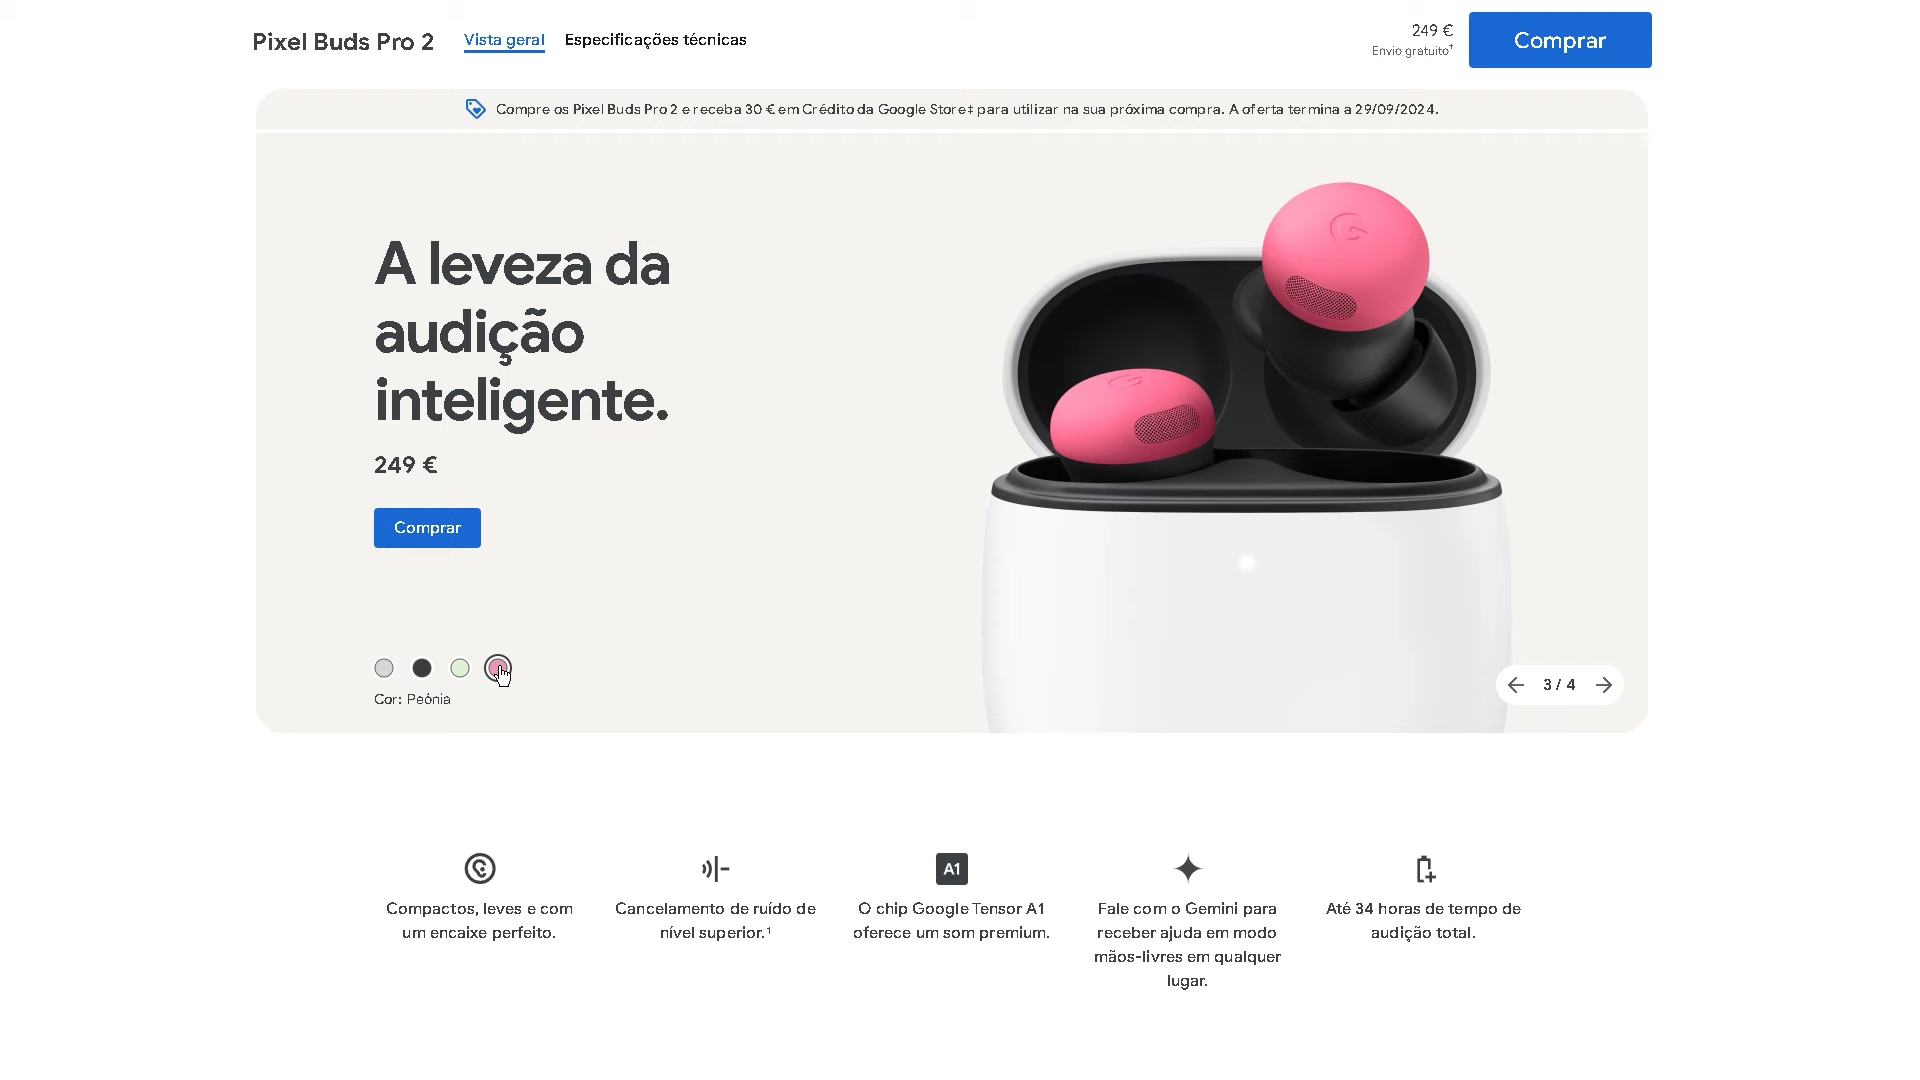 Pixel Buds Pro 2
Vista geral
Especificações técnicas
249 €
Envio gratuito†
Comprar
Compre os Pixel Buds Pro 2 e receba 30 € em Crédito da Google Store‡ para utilizar na sua próxima compra. A oferta termina a 29/09/2024.
A leveza da
audição
inteligente.
249 €
Comprar
Cor: Peónia
3 / 4
Compactos, leves e com
um encaixe perfeito.
Cancelamento de ruído de
nível superior.¹
A1
O chip Google Tensor A1
oferece um som premium.
Fale com o Gemini para
receber ajuda em modo
mãos-livres em qualquer
lugar.
Até 34 horas de tempo de
audição total.